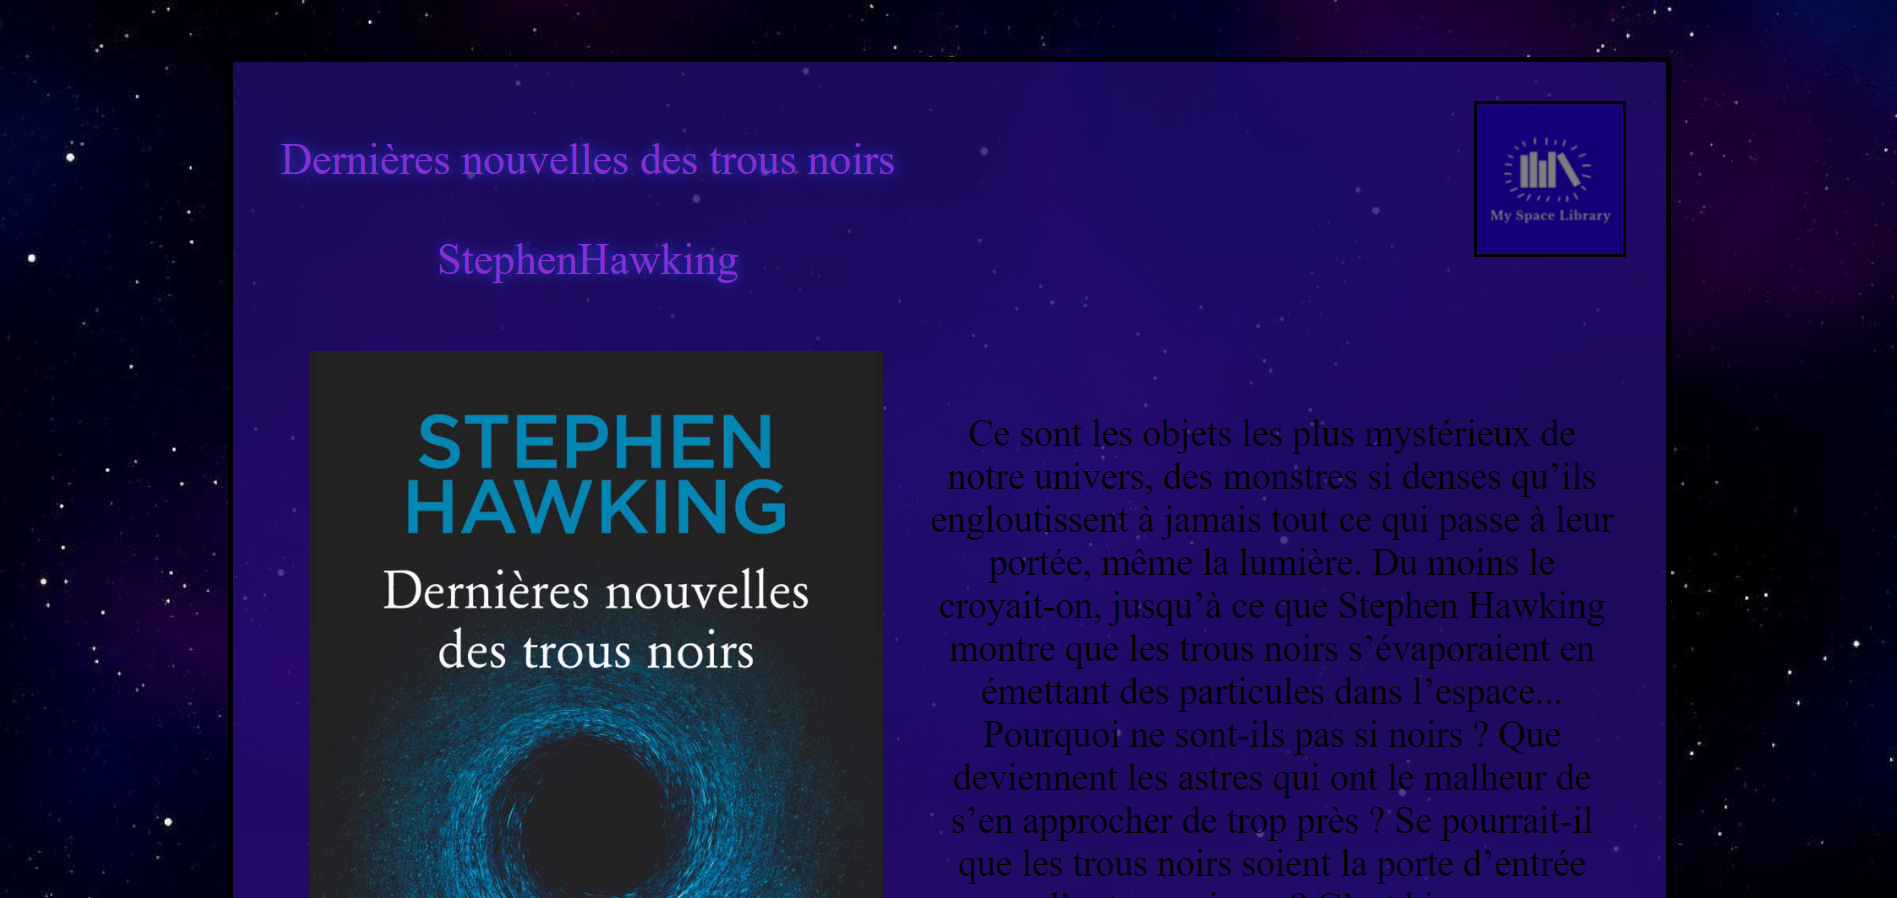 Dernières nouvelles des trous noirs
StephenHawking
My Space Library
STEPHEN
HAWKING
Dernières nouvelles
des trous noirs
Ce sont les objets les plus mystérieux de
notre univers, des monstres si denses qu’ils
engloutissent à jamais tout ce qui passe à leur
portée, même la lumière. Du moins le
croyait-on, jusqu’à ce que Stephen Hawking
montre que les trous noirs s’évaporaient en
émettant des particules dans l’espace...
Pourquoi ne sont-ils pas si noirs ? Que
deviennent les astres qui ont le malheur de
s’en approcher de trop près ? Se pourrait-il
que les trous noirs soient la porte d’entrée